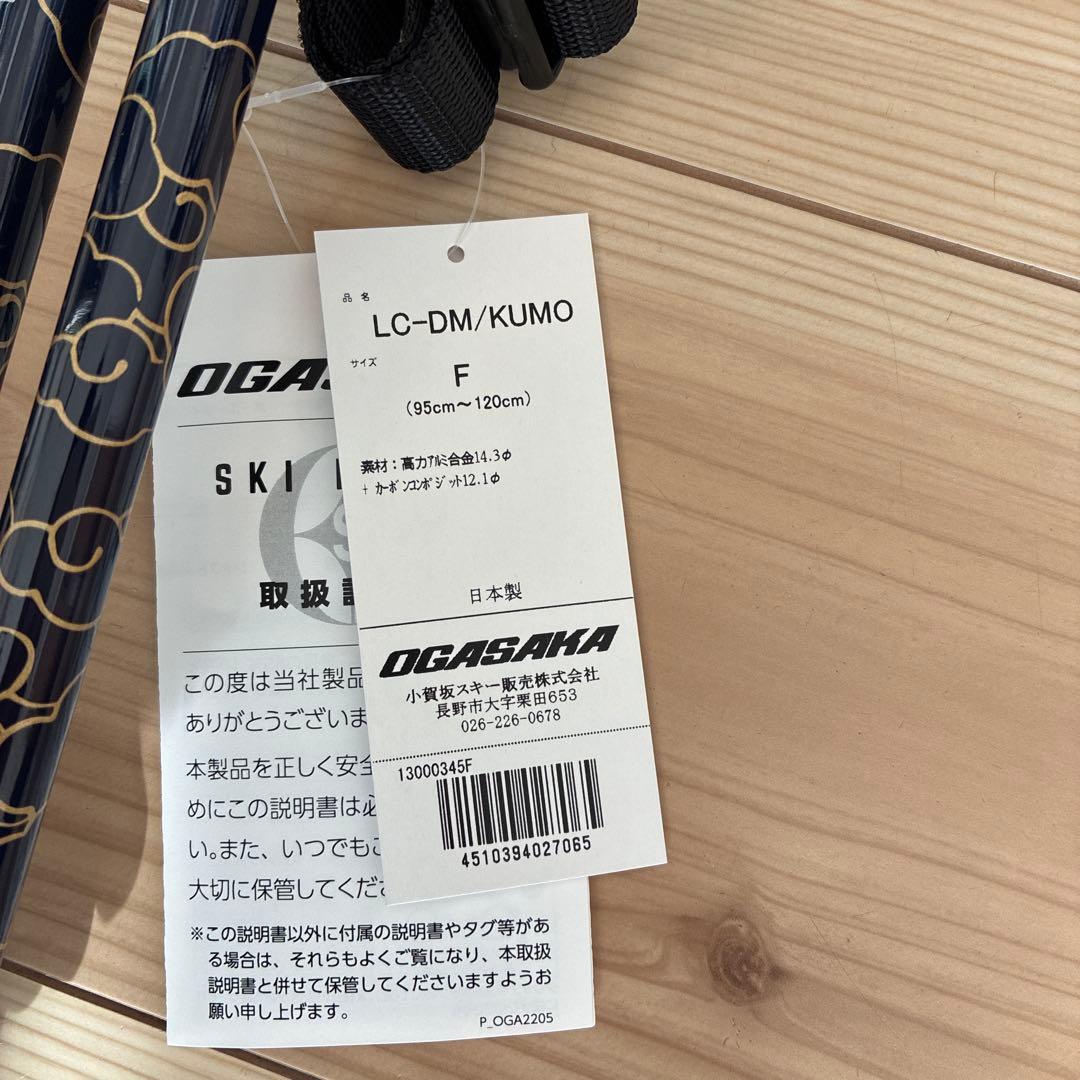 品名
LC-DM/KUMO
サイズ
F
(95cm～120cm)
素材：高力ｱﾙﾐ合金14.3φ
+ ｶｰﾎﾞﾝｺﾝﾎﾟｼﾞｯﾄ12.1φ
日本製
OGASAKA
小賀坂スキー販売株式会社
長野市大字栗田653
026-226-0678
13000345F
4510394027065
OGAS
SKI
取扱説
この度は当社製品
ありがとうございま
本製品を正しく安全
めにこの説明書は必
い。また、いつでもご
大切に保管してくださ
※この説明書以外に付属の説明書やタグ等があ
る場合は、それらもよくご覧になり、本取扱
説明書と併せて保管してくださいますようお
願い申し上げます。
P_OGA2205